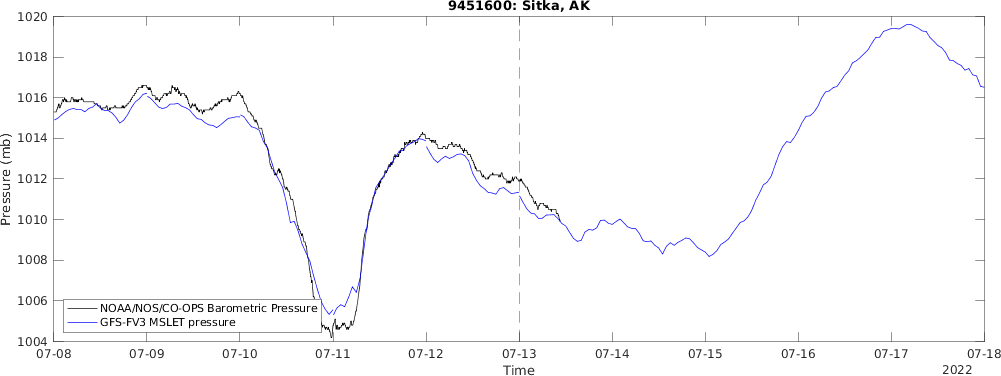 9451600: Sitka, AK
1020
1018
1016
1014
1012
1010
1008
1006
1004
Pressure (mb)
NOAA/NOS/CO-OPS Barometric Pressure
GFS-FV3 MSLET pressure
07-08 07-09 07-10 07-11 07-12 07-13 07-14 07-15 07-16 07-17 07-18
Time
2022